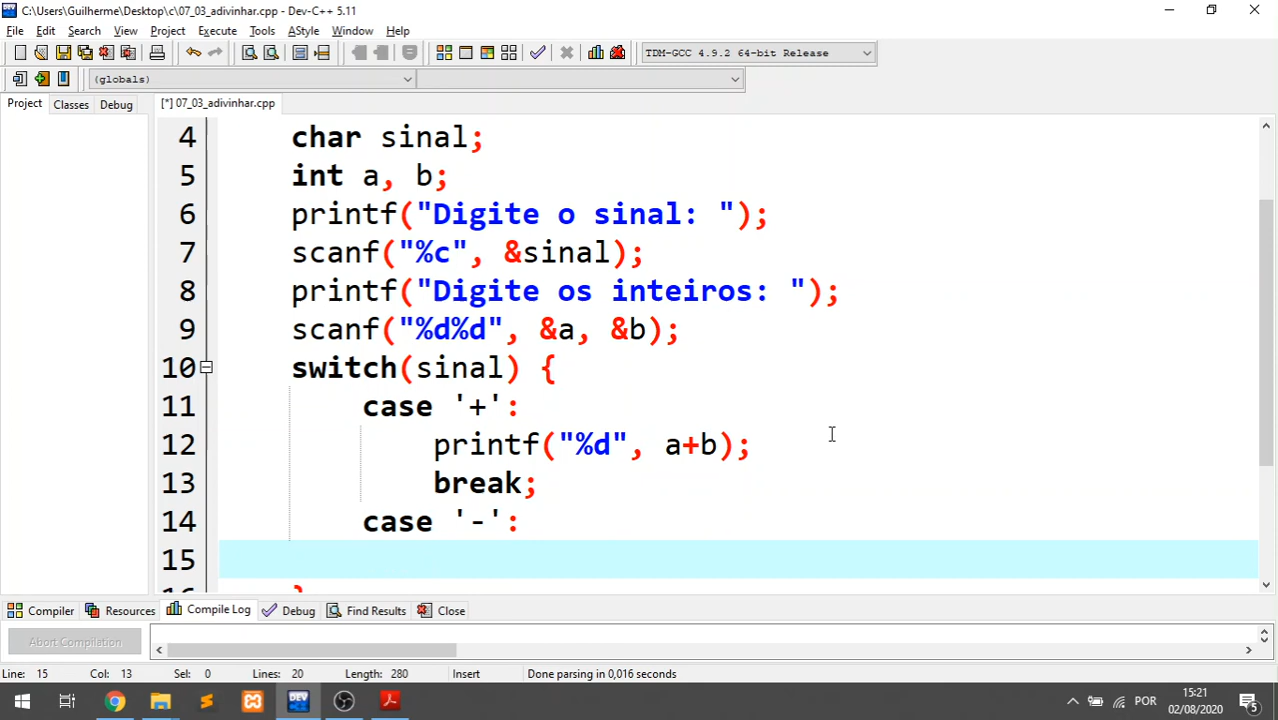 C:\Users\Guilherme\Desktop\c\07_03_adivinhar.cpp - Dev-C++ 5.11
File Edit Search View Project Execute Tools AStyle Window Help
TDM-GCC 4.9.2 64-bit Release
(globals)
Project Classes Debug [*] 07_03_adivinhar.cpp
4 char sinal;
5 int a, b;
6 printf("Digite o sinal: ");
7 scanf("%c", &sinal);
8 printf("Digite os inteiros: ");
9 scanf("%d%d", &a, &b);
10 switch(sinal) {
11 case '+':
12 printf("%d", a+b);
13 break;
14 case '-':
15
16 }
Compiler Resources Compile Log Debug Find Results Close
Abort Compilation
Line: 15 Col: 13 Sel: 0 Lines: 20 Length: 280 Insert Done parsing in 0,016 seconds
DEV POR 15:21
02/08/2020 5